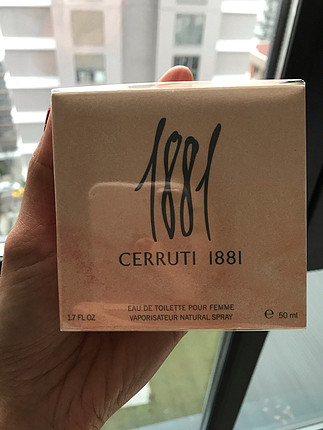 1881
CERRUTI 1881
EAU DE TOILETTE POUR FEMME
1.7 FL OZ VAPORISATEUR NATURAL SPRAY e 50 ml